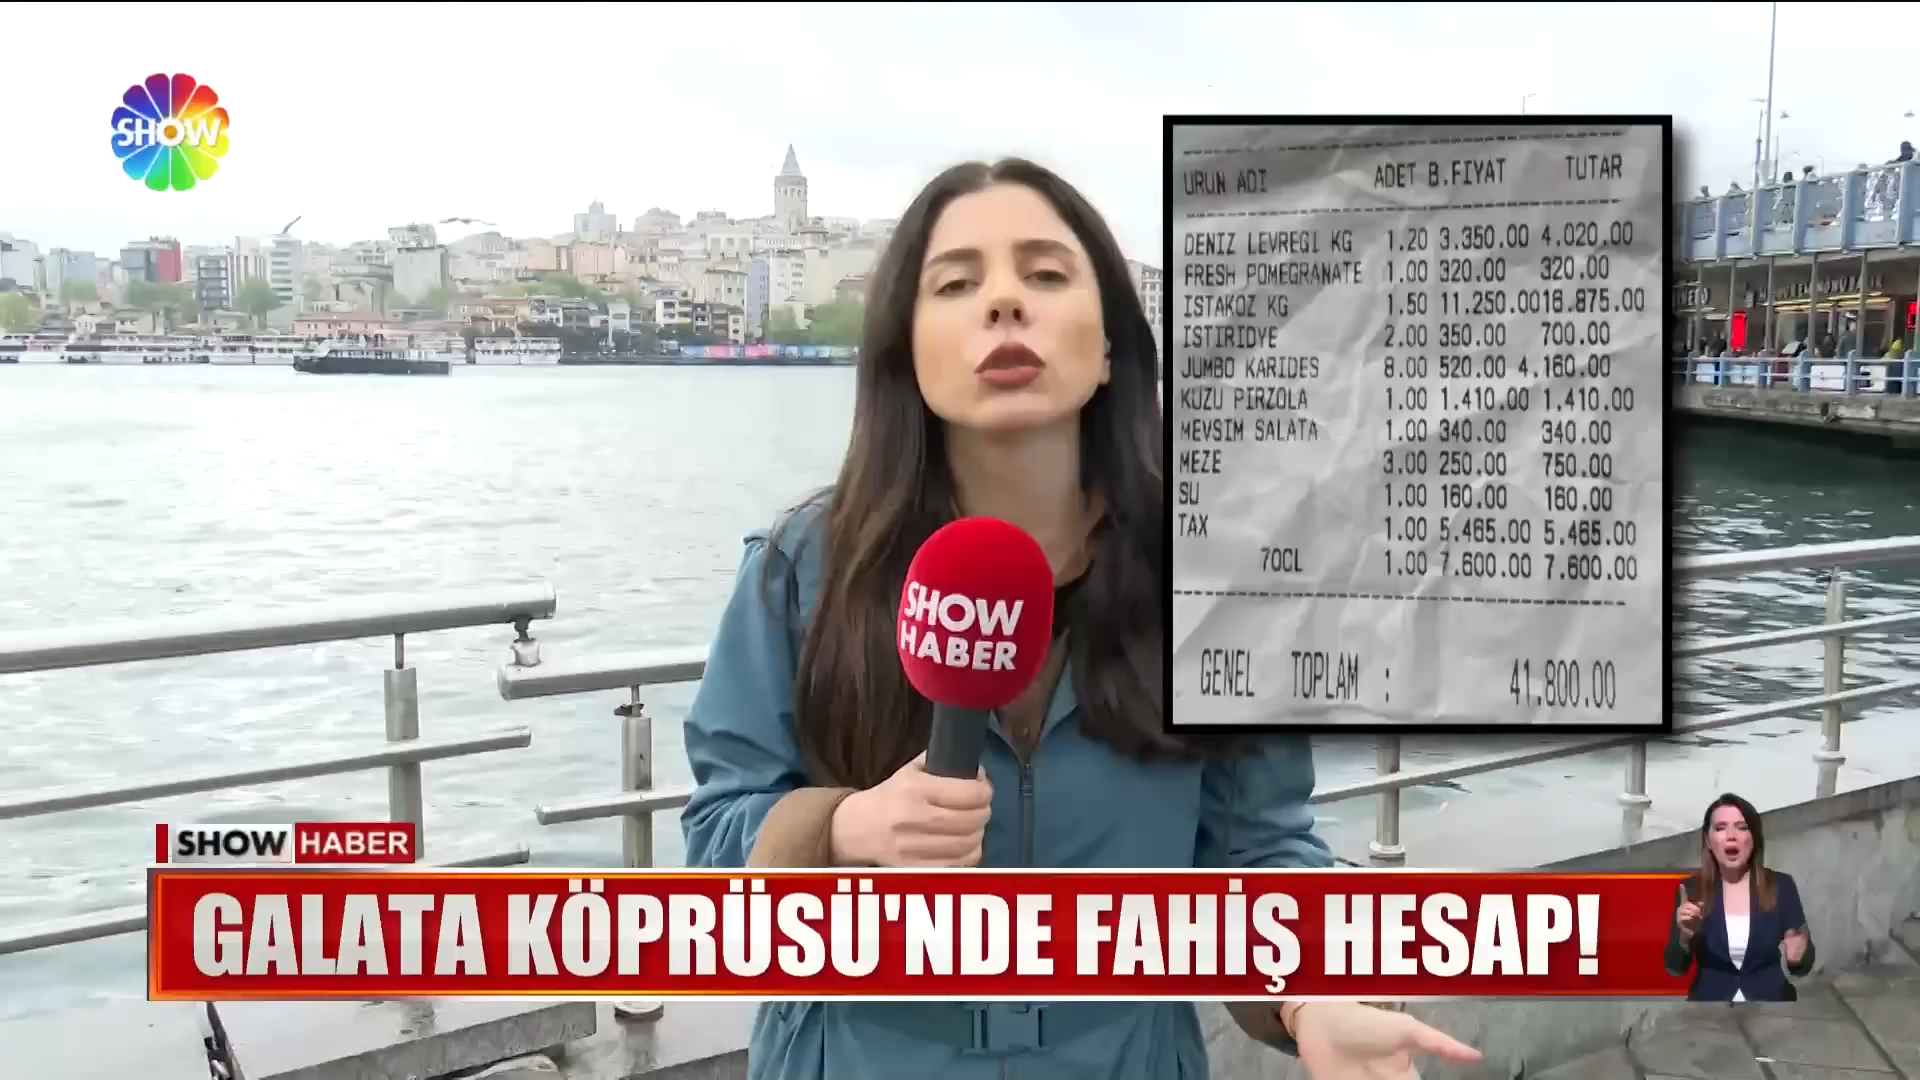 SHOW
URUN ADI ADET B.FIYAT TUTAR
DENIZ LEVREGI KG 1.20 3.350.00 4.020.00
FRESH POMEGRANATE 1.00 320.00 320.00
ISTAKOZ KG 1.50 11.250.0016.875.00
ISTIRIDYE 2.00 350.00 700.00
JUMBO KARIDES 8.00 520.00 4.160.00
KUZU PIRZOLA 1.00 1.410.00 1.410.00
MEVSIM SALATA 1.00 340.00 340.00
MEZE 3.00 250.00 750.00
SU 1.00 160.00 160.00
TAX 1.00 5.465.00 5.465.00
70CL 1.00 7.600.00 7.600.00
GENEL TOPLAM : 41.800.00
SHOW
HABER
SHOW HABER
GALATA KÖPRÜSÜ'NDE FAHİŞ HESAP!